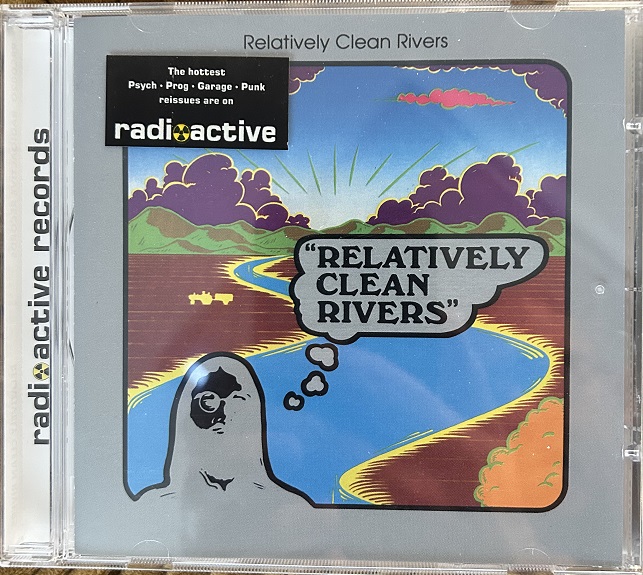 Relatively Clean Rivers
The hottest
Psych • Prog • Garage • Punk
reissues are on
radioactive
radioactive records
“RELATIVELY
CLEAN
RIVERS”